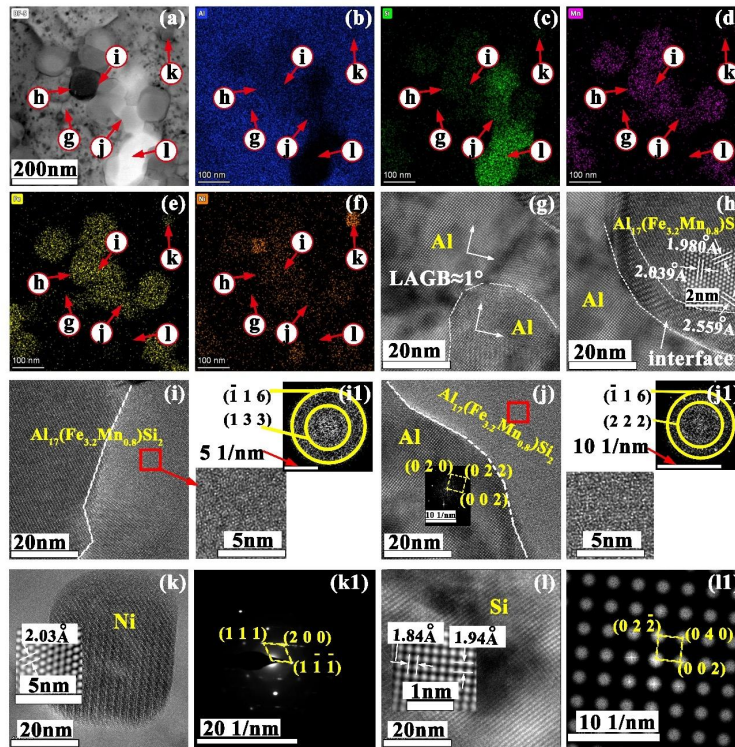 DF-S
(a)
i
h
k
g
j
l
200nm
Al
(b)
i
h
k
g
j
l
100 nm
Si
(c)
i
h
k
g
j
l
100 nm
Mn
(d)
i
h
k
g
j
l
100 nm
Fe
(e)
i
h
k
g
j
l
100 nm
Ni
(f)
i
h
k
g
j
l
100 nm
(g)
Al
LAGB≈1°
Al
20nm
(h)
Al₁₇(Fe₃.₂Mn₀.₈)S
1.980Å
2.039Å
2nm
Al
2.559Å
interface
20nm
(i)
Al₁₇(Fe₃.₂Mn₀.₈)Si₂
20nm
(i1)
(1̄ 1 6)
(1 3 3)
5 1/nm
5nm
(j)
Al₁₇(Fe₃.₂Mn₀.₈)Si₂
Al
(0 2 0)
(0 2 2)
(0 0 2)
10 1/nm
20nm
(j1)
(1̄ 1 6)
(2 2 2)
10 1/nm
5nm
(k)
Ni
2.03Å
5nm
20nm
(k1)
(1 1 1)
(2 0 0)
(1 1̄ 1̄)
20 1/nm
(l)
Si
1.84Å
1.94Å
1nm
20nm
(l1)
(0 2 2̄)
(0 4 0)
(0 0 2)
10 1/nm